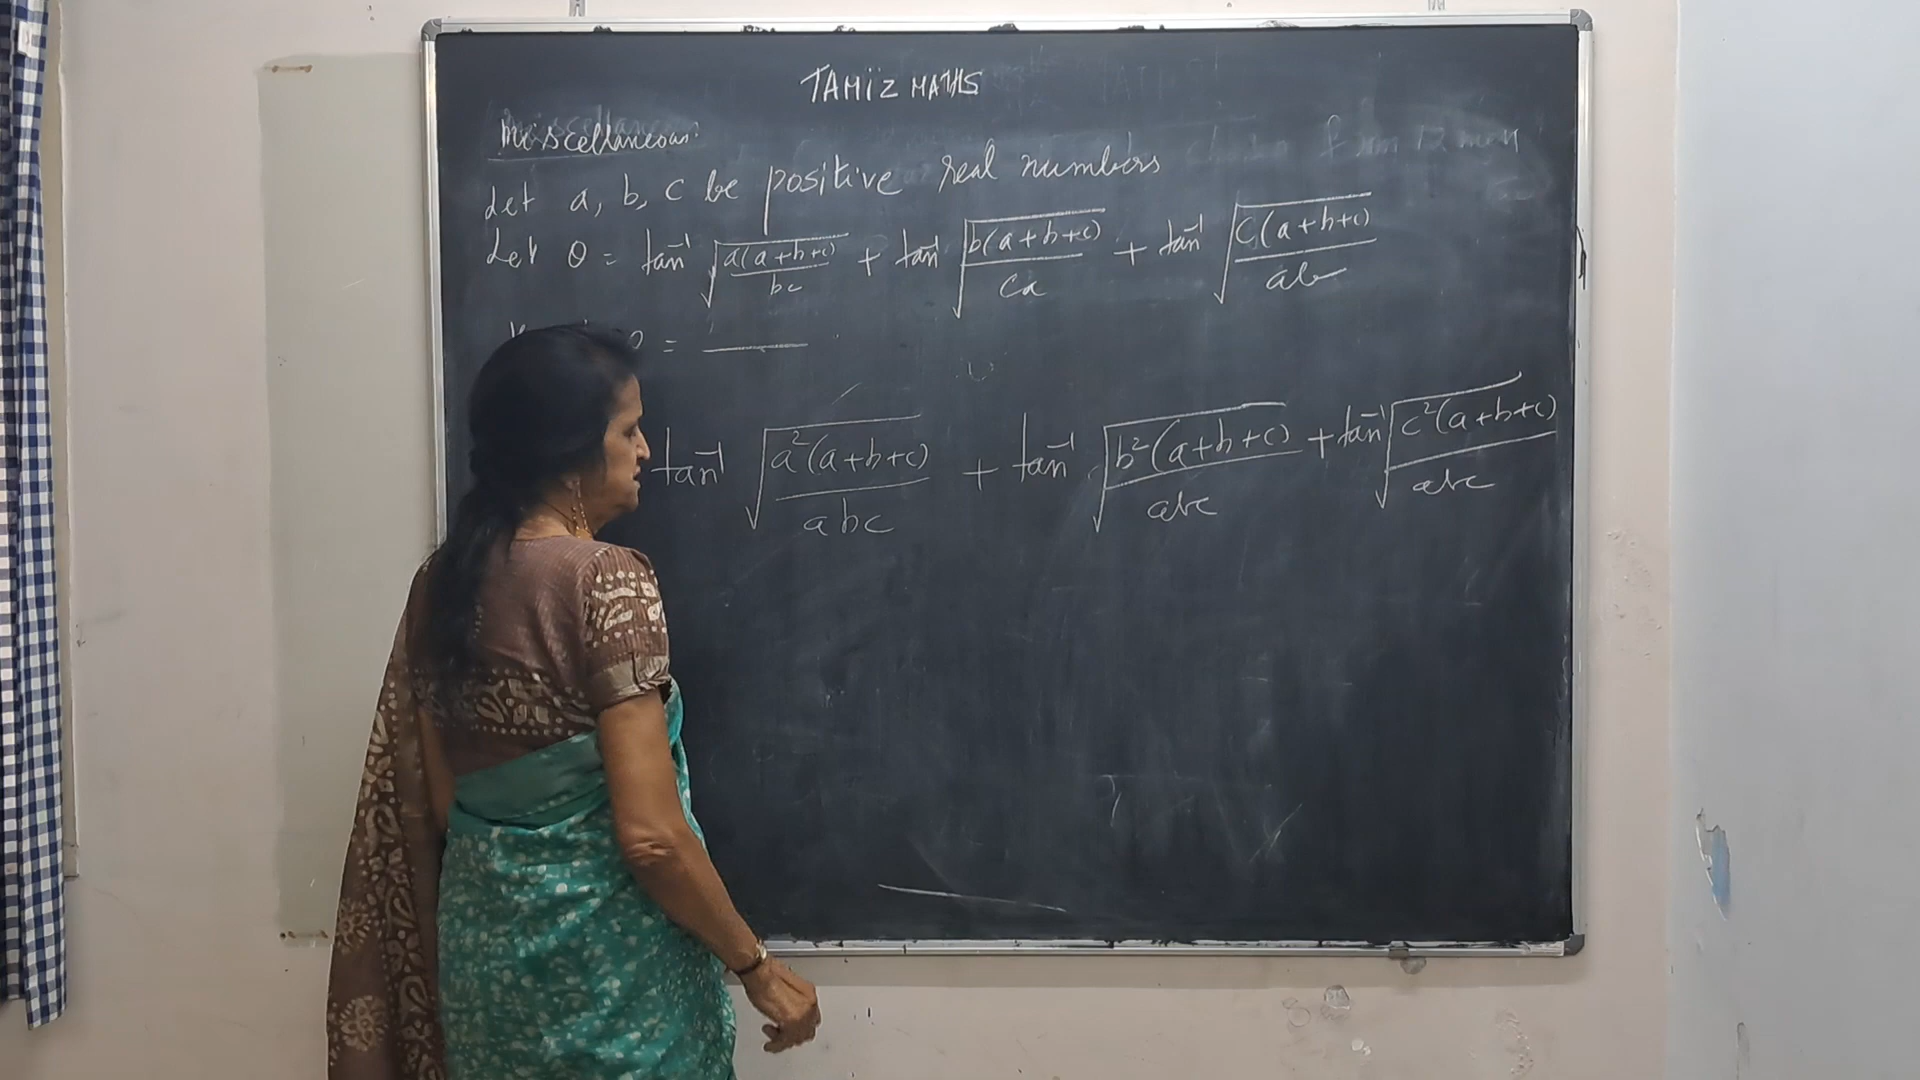 TAMiZ MATHS
Miscellaneous:
Let a, b, c be positive real numbers
Let θ = tan⁻¹ √(a(a+b+c)/bc) + tan⁻¹ √(b(a+b+c)/ca) + tan⁻¹ √(c(a+b+c)/ab)
= ______
tan⁻¹ √(a²(a+b+c)/abc) + tan⁻¹ √(b²(a+b+c)/abc) + tan⁻¹ √(c²(a+b+c)/abc)